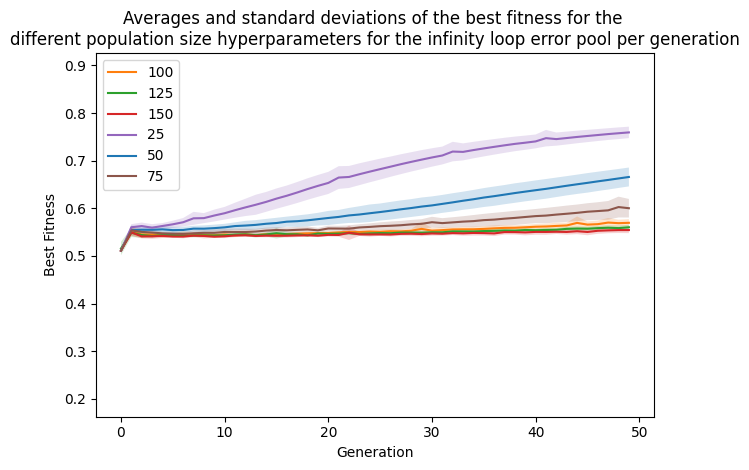 Averages and standard deviations of the best fitness for the
different population size hyperparameters for the infinity loop error pool per generation
0.9
0.8
0.7
0.6
0.5
0.4
0.3
0.2
Best Fitness
100
125
150
25
50
75
0 10 20 30 40 50
Generation